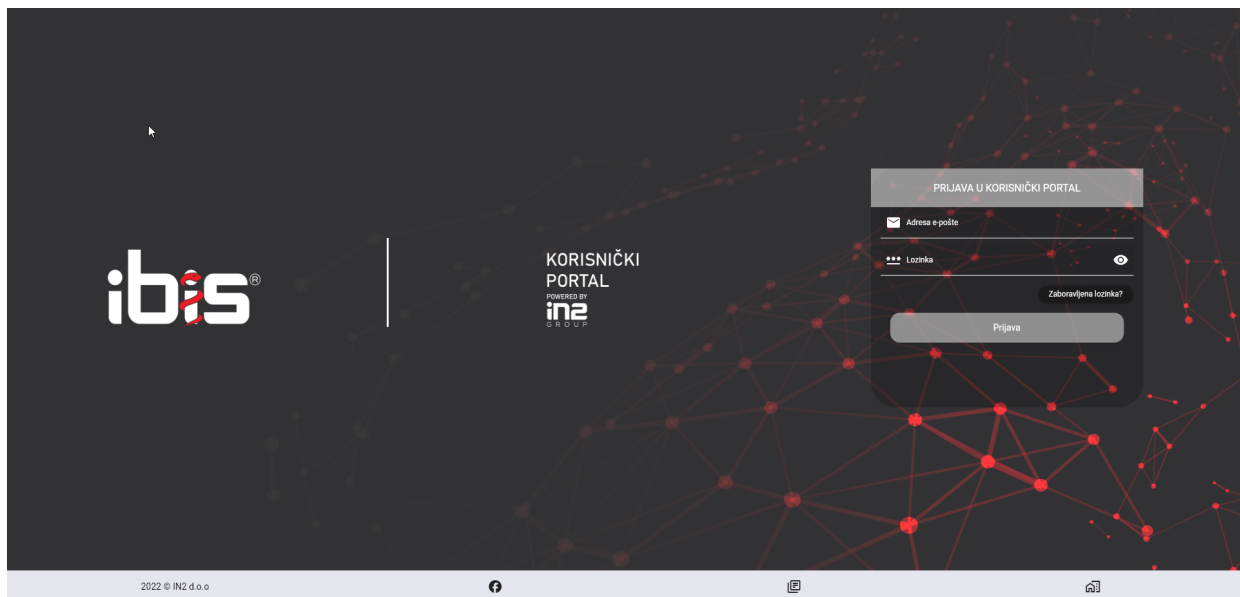 ibis®
KORISNIČKI
PORTAL
POWERED BY
in2
GROUP
PRIJAVA U KORISNIČKI PORTAL
Adresa e-pošte
*** Lozinka
Zaboravljena lozinka?
Prijava
2022 © IN2 d.o.o